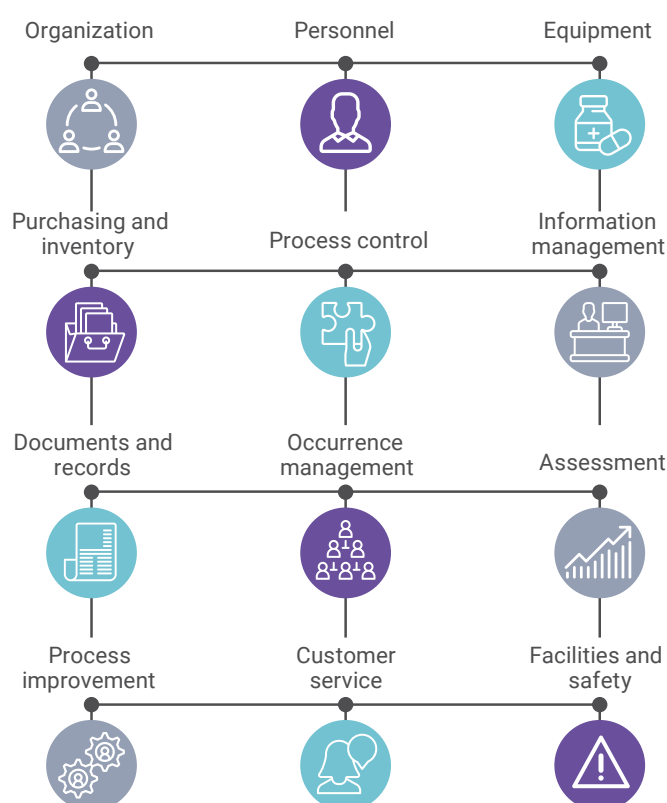 Organization
Personnel
Equipment
Purchasing and
inventory
Process control
Information
management
Documents and
records
Occurrence
management
Assessment
Process
improvement
Customer
service
Facilities and
safety